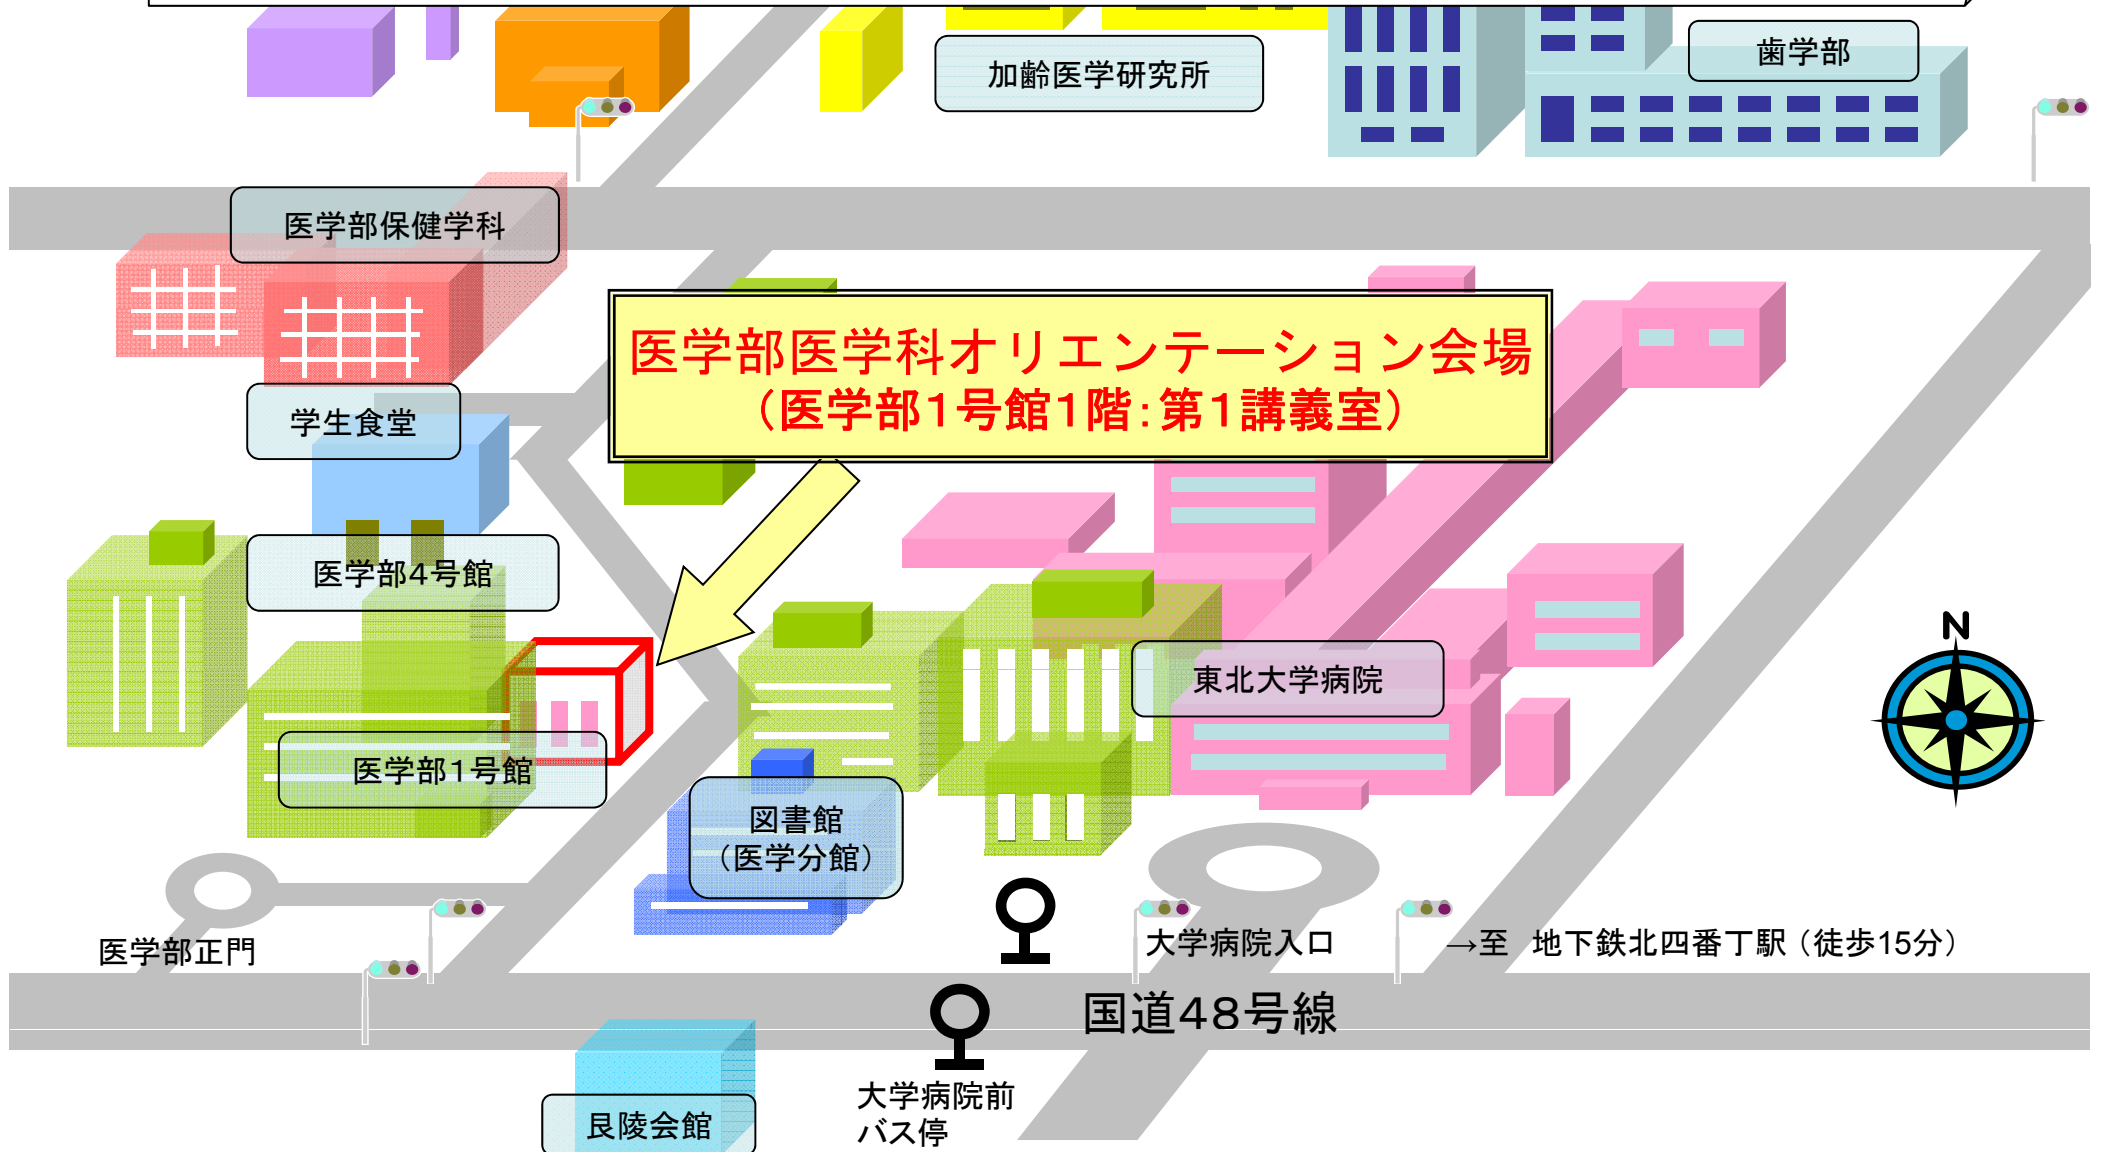 加齢医学研究所
歯学部
医学部保健学科
医学部医学科オリエンテーション会場
（医学部１号館１階：第１講義室）
学生食堂
医学部４号館
N
東北大学病院
医学部１号館
図書館
（医学分館）
医学部正門
大学病院入口
→至　地下鉄北四番丁駅（徒歩15分）
国道４８号線
大学病院前
バス停
艮陵会館